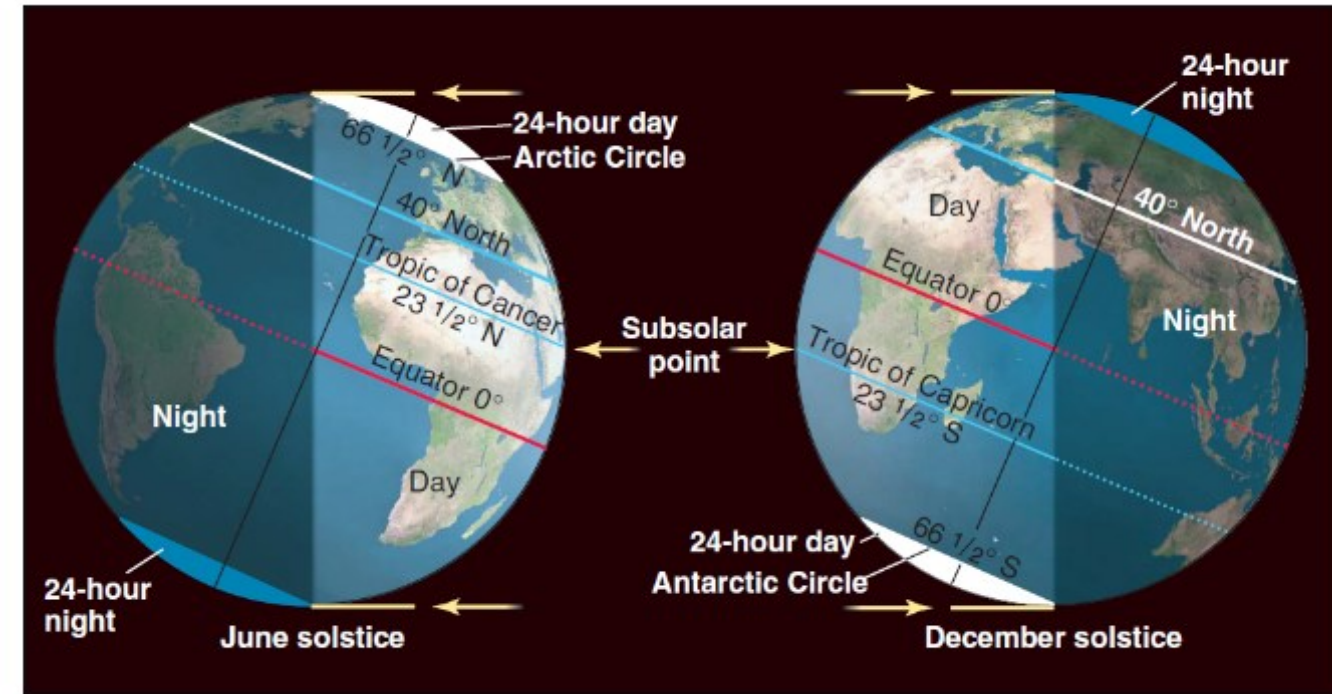 24-hour day
Arctic Circle
66 1/2° N
40° North
Tropic of Cancer
23 1/2° N
Equator 0°
Night
Day
24-hour
night
June solstice
Subsolar
point
24-hour
night
Day
40° North
Equator 0°
Night
Tropic of Capricorn
23 1/2° S
66 1/2° S
24-hour day
Antarctic Circle
December solstice